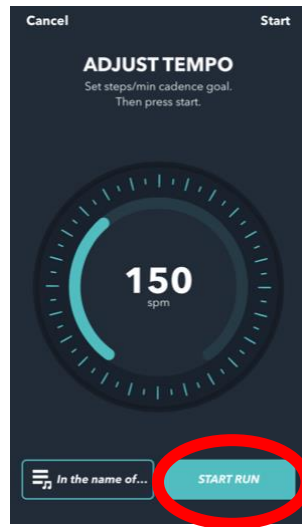 Cancel Start
ADJUST TEMPO
Set steps/min cadence goal.
Then press start.
150
spm
In the name of... START RUN